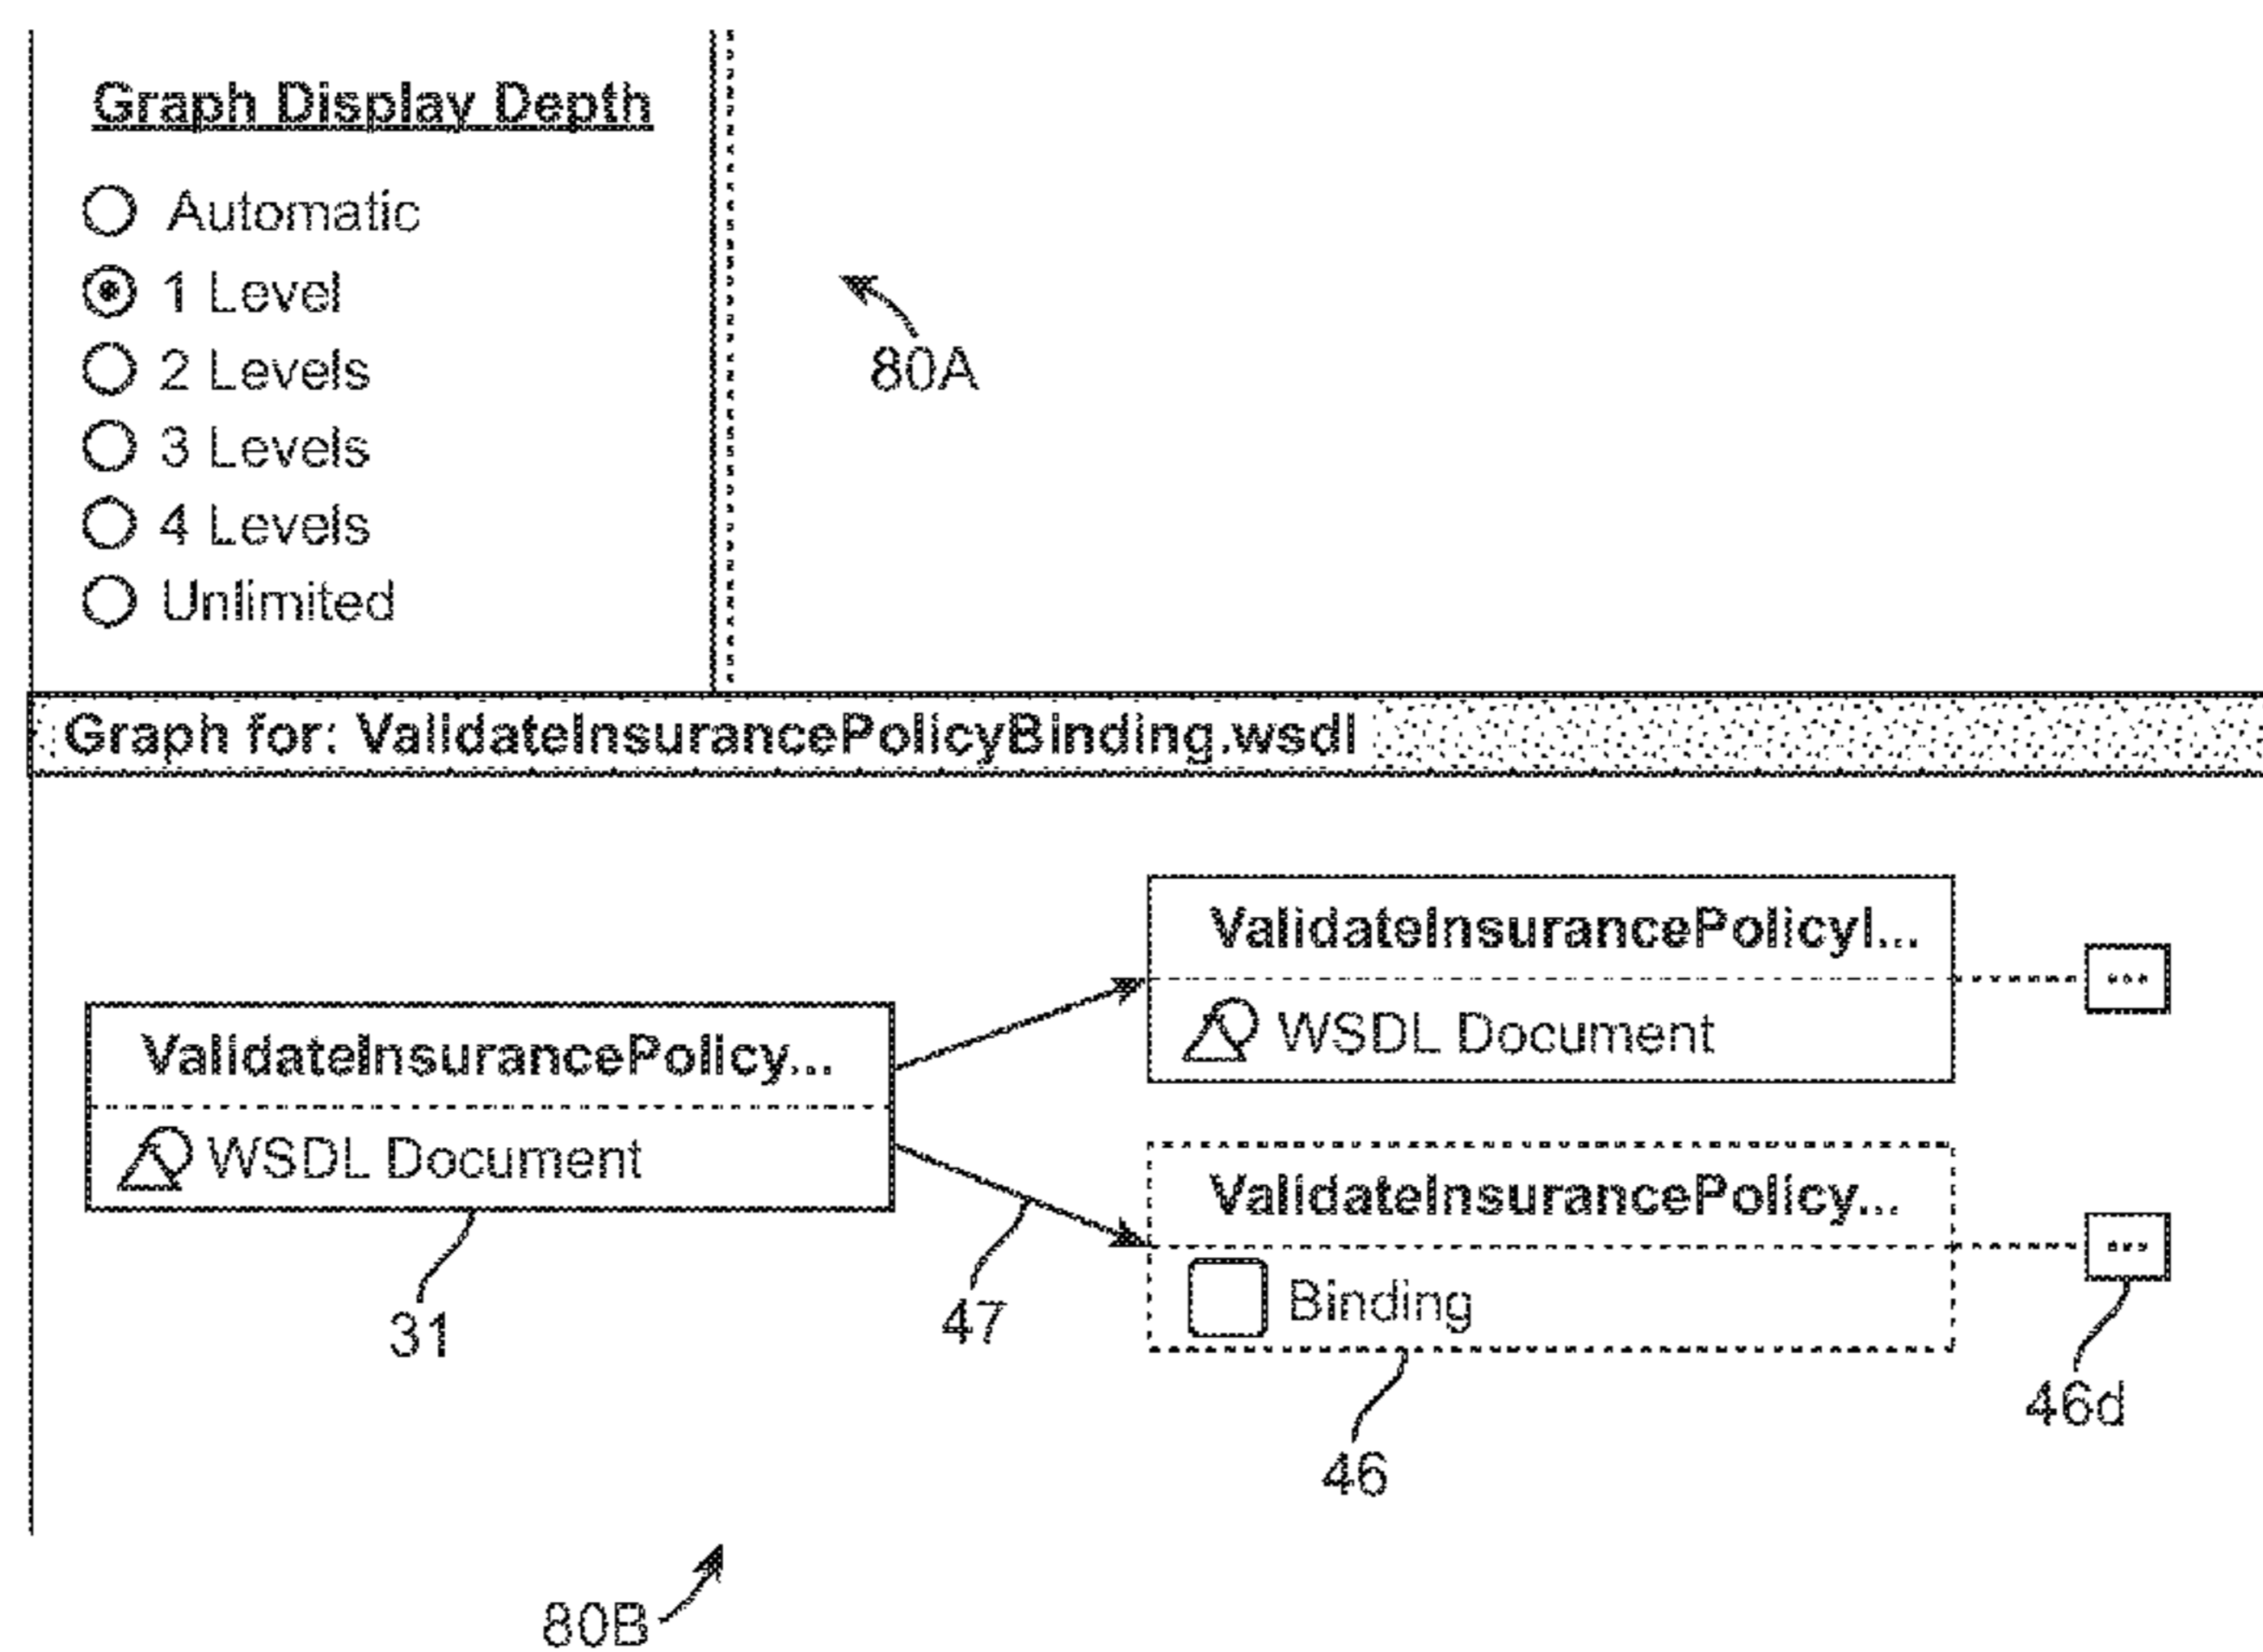 Graph Display Depth
Automatic
1 Level
2 Levels
3 Levels
4 Levels
Unlimited
80A
Graph for: ValidateInsurancePolicyBinding.wsdl
ValidateInsurancePolicyI...
...
WSDL Document
ValidateInsurancePolicy...
WSDL Document
31
47
ValidateInsurancePolicy...
...
Binding
46
46d
80B